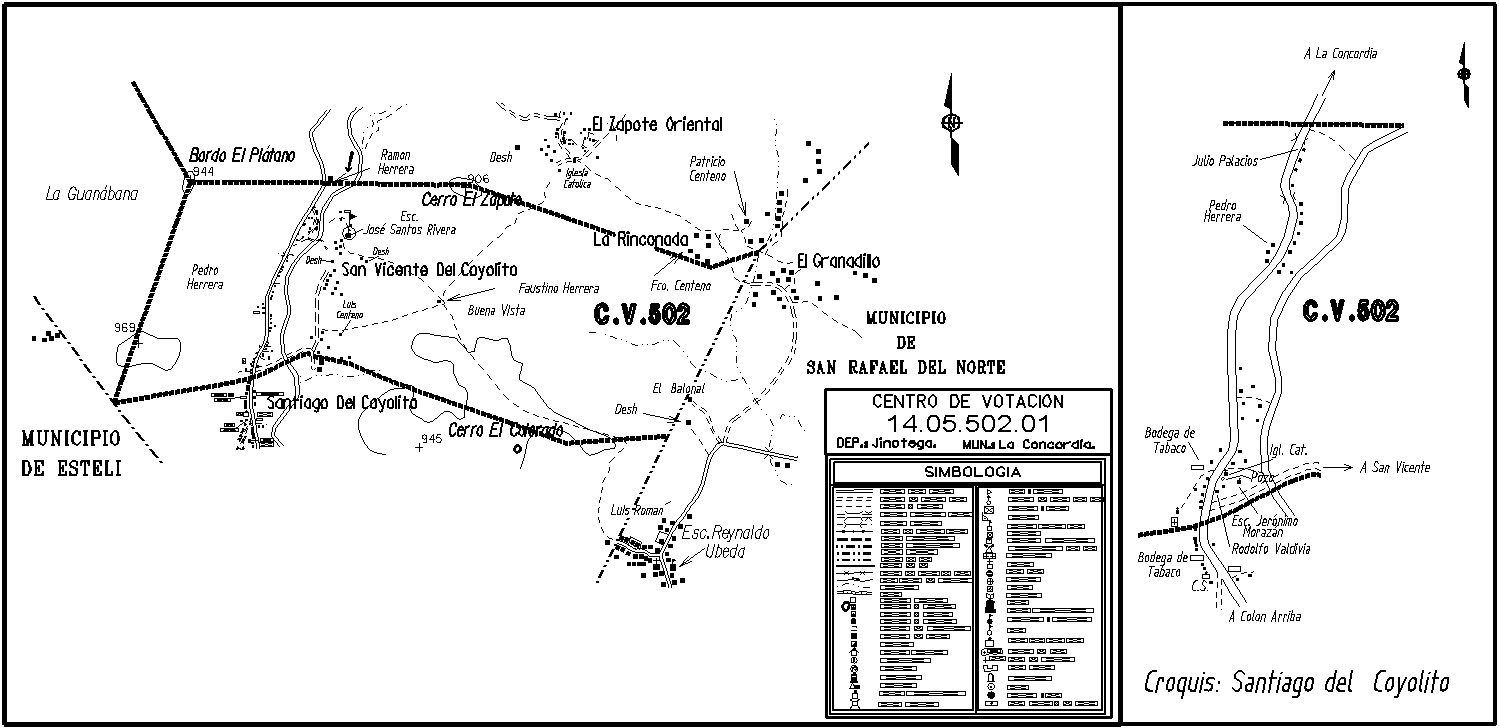 El Zapote Oriental
Bordo El Plátano
944
Ramon
Herrera
Desh
906
Iglesia
Catolica
Patricio
Centeno
La Guanábana
Cerro El Zapote
Esc.
José Santos Rivera
La Rinconada
Desh
Desh
Pedro
Herrera
San Vicente Del Coyolito
El Granadillo
Fco. Centeno
Faustino Herrera
Luis
Centeno
Buena Vista
C.V.502
969
MUNICIPIO
DE
SAN RAFAEL DEL NORTE
El Balonal
Santiago Del Coyolito
Desh
Cerro El Colorado
945
MUNICIPIO
DE ESTELI
Luis Roman
Esc.Reynaldo
Ubeda
CENTRO DE VOTACION
14.05.502.01
DEP.: Jinotega. MUN.: La Concordia.
SIMBOLOGIA
A La Concordia
Julio Palacios
Pedro
Herrera
C.V.502
Bodega de
Tabaco
Igl. Cat.
Pozo
A San Vicente
Esc. Jerónimo
Morazán
Rodolfo Valdivia
Bodega de
Tabaco
C.S.
A Colon Arriba
Croquis: Santiago del Coyolito